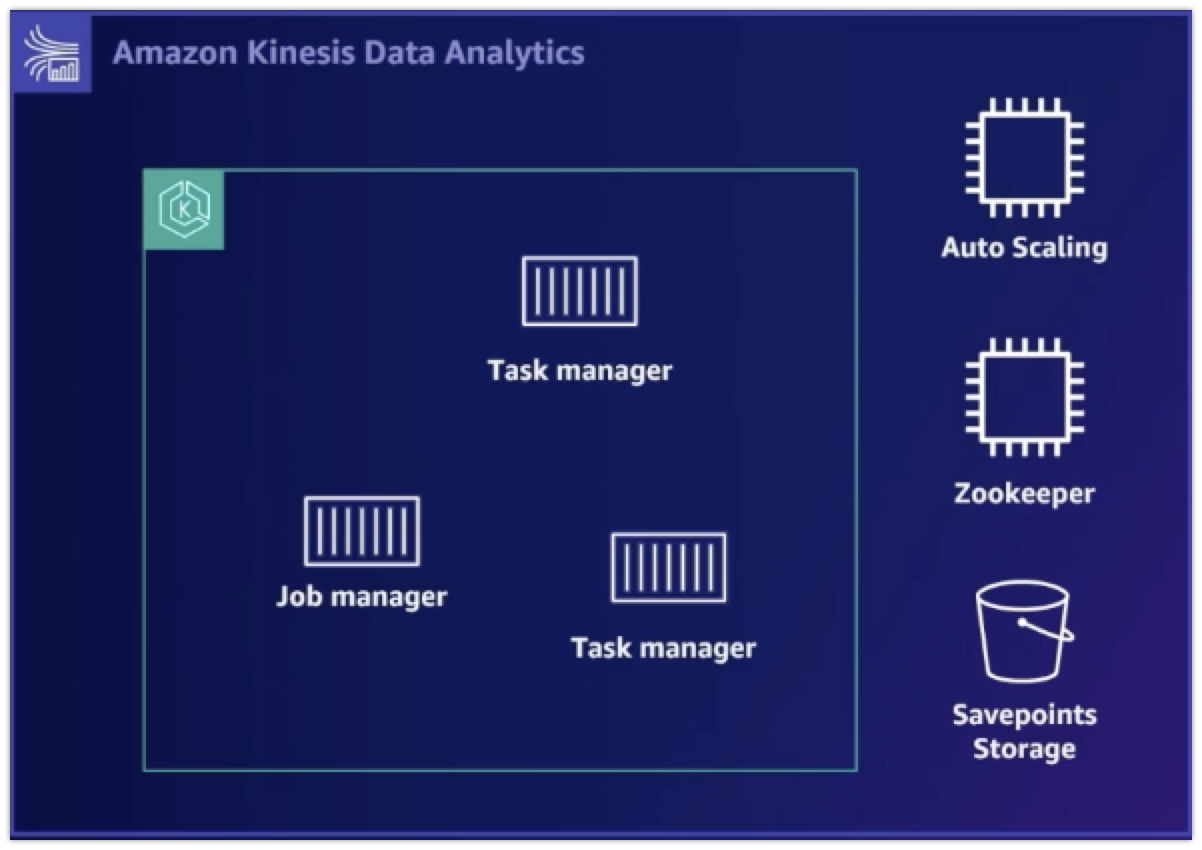 Amazon Kinesis Data Analytics
K
Auto Scaling
Task manager
Zookeeper
Job manager
Task manager
Savepoints
Storage